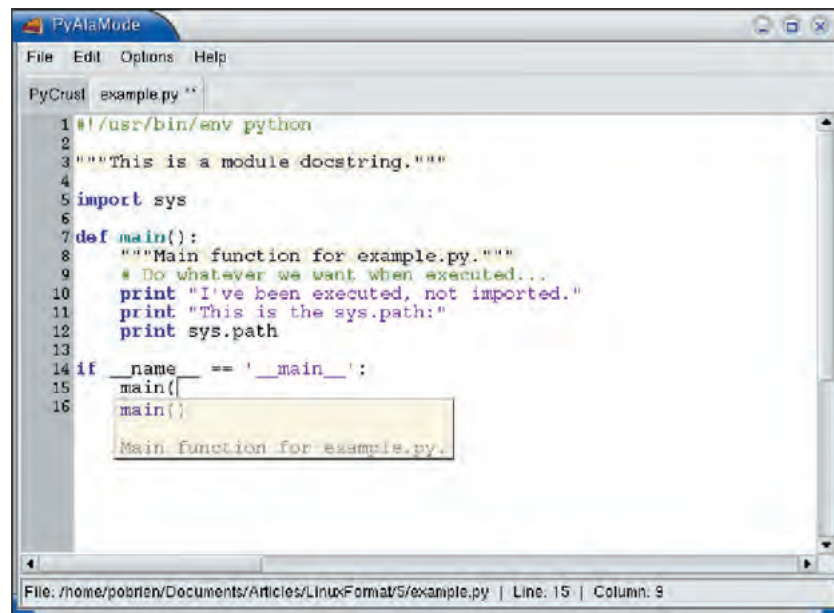 PyAlaMode
File Edit Options Help
PyCrust example.py **
1 #!/usr/bin/env python
2
3 """This is a module docstring."""
4
5 import sys
6
7 def main():
8 """Main function for example.py."""
9 # Do whatever we want when executed...
10 print "I've been executed, not imported."
11 print "This is the sys.path:"
12 print sys.path
13
14 if __name__ == '__main__':
15 main(
16 main()
Main function for example.py.
File: /home/pobrien/Documents/Articles/LinuxFormat/5/example.py | Line: 15 | Column: 9